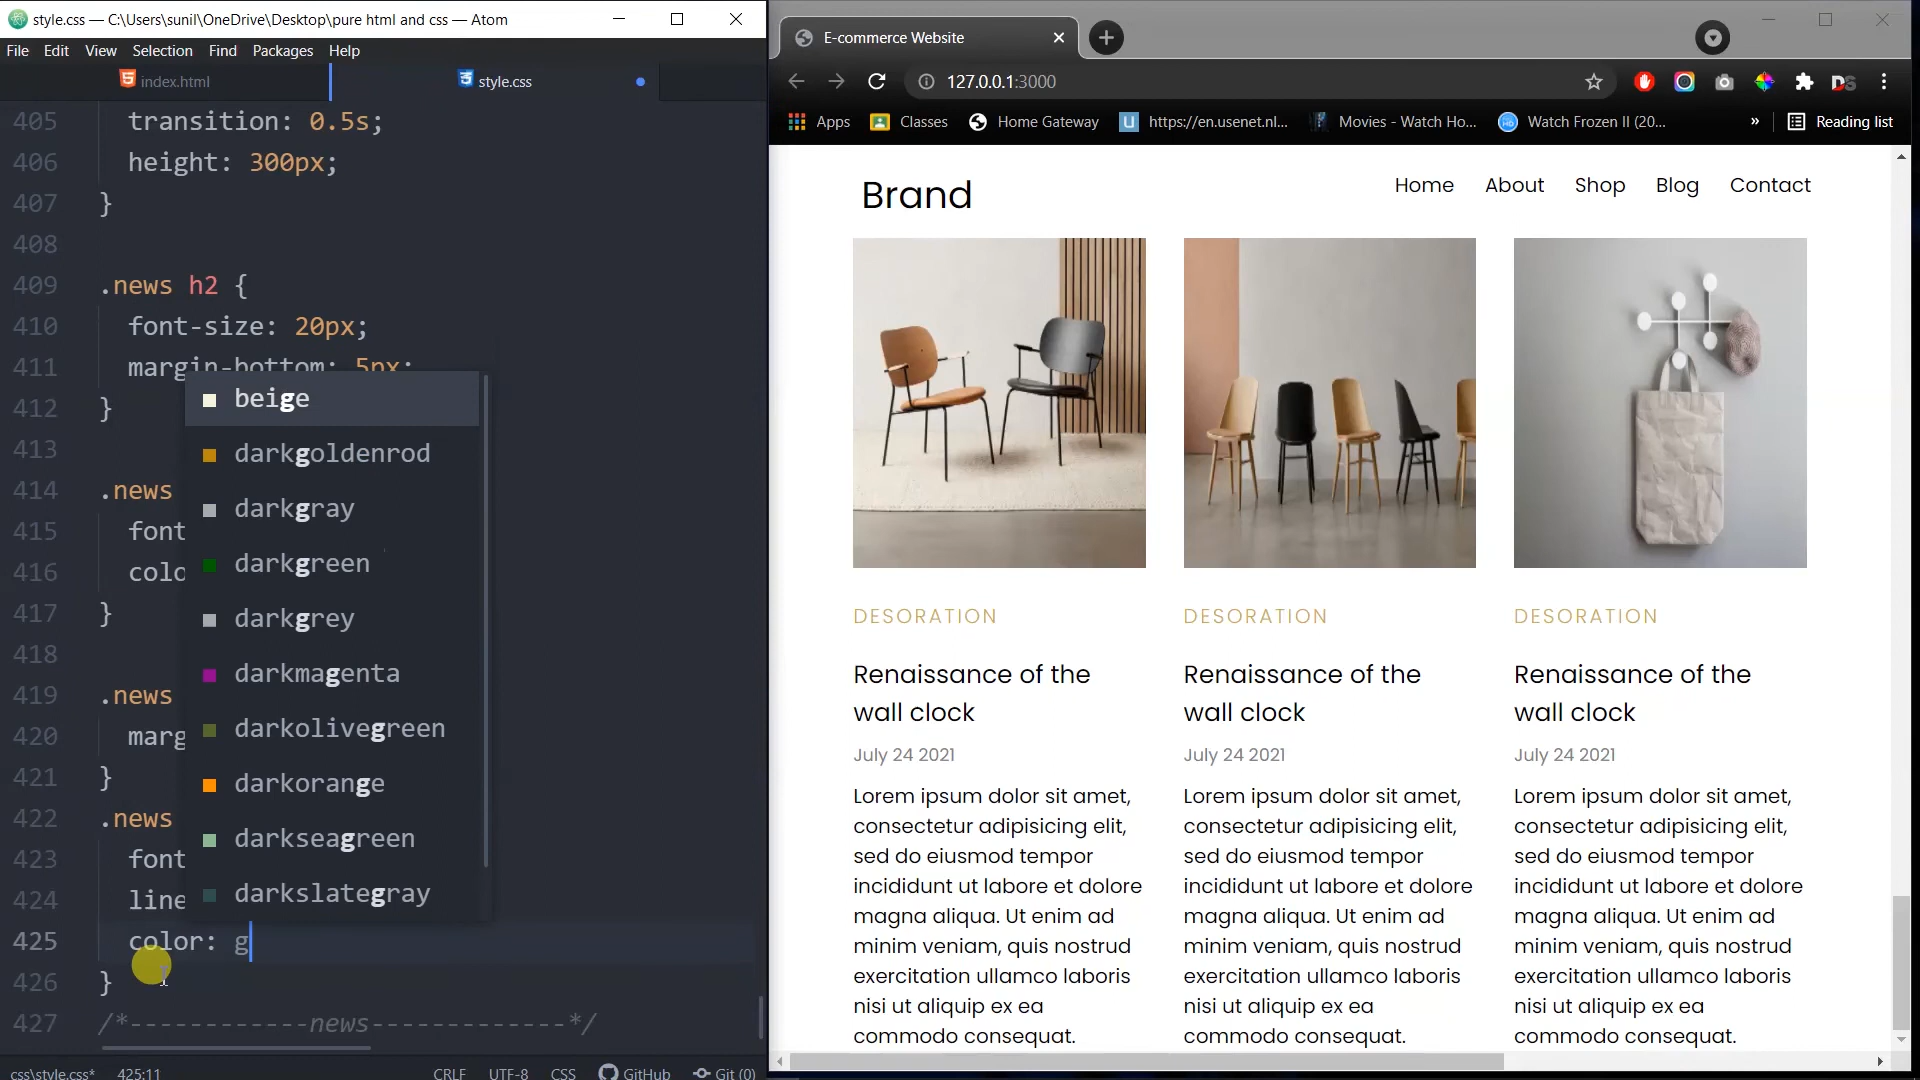 style.css — C:\Users\sunil\OneDrive\Desktop\pure html and css — Atom
File Edit View Selection Find Packages Help
index.html
style.css
405 transition: 0.5s;
406 height: 300px;
407 }
408
409 .news h2 {
410 font-size: 20px;
411 margin-bottom: 5px;
412 }
413
414 .news
415 font
416 colo
417 }
418
419 .news
420 marg
421 }
422 .news
423 font
424 line
425 color: g
426 }
427 /*------------news-------------*/
beige
darkgoldenrod
darkgray
darkgreen
darkgrey
darkmagenta
darkolivegreen
darkorange
darkseagreen
darkslategray
css\style.css* 425:11 CRLF UTF-8 CSS GitHub Git (0)
E-commerce Website
127.0.0.1:3000
Apps Classes Home Gateway https://en.usenet.nl... Movies - Watch Ho... Watch Frozen II (20... » Reading list
Brand Home About Shop Blog Contact
DESORATION
Renaissance of the
wall clock
July 24 2021
Lorem ipsum dolor sit amet,
consectetur adipisicing elit,
sed do eiusmod tempor
incididunt ut labore et dolore
magna aliqua. Ut enim ad
minim veniam, quis nostrud
exercitation ullamco laboris
nisi ut aliquip ex ea
commodo consequat.
DESORATION
Renaissance of the
wall clock
July 24 2021
Lorem ipsum dolor sit amet,
consectetur adipisicing elit,
sed do eiusmod tempor
incididunt ut labore et dolore
magna aliqua. Ut enim ad
minim veniam, quis nostrud
exercitation ullamco laboris
nisi ut aliquip ex ea
commodo consequat.
DESORATION
Renaissance of the
wall clock
July 24 2021
Lorem ipsum dolor sit amet,
consectetur adipisicing elit,
sed do eiusmod tempor
incididunt ut labore et dolore
magna aliqua. Ut enim ad
minim veniam, quis nostrud
exercitation ullamco laboris
nisi ut aliquip ex ea
commodo consequat.